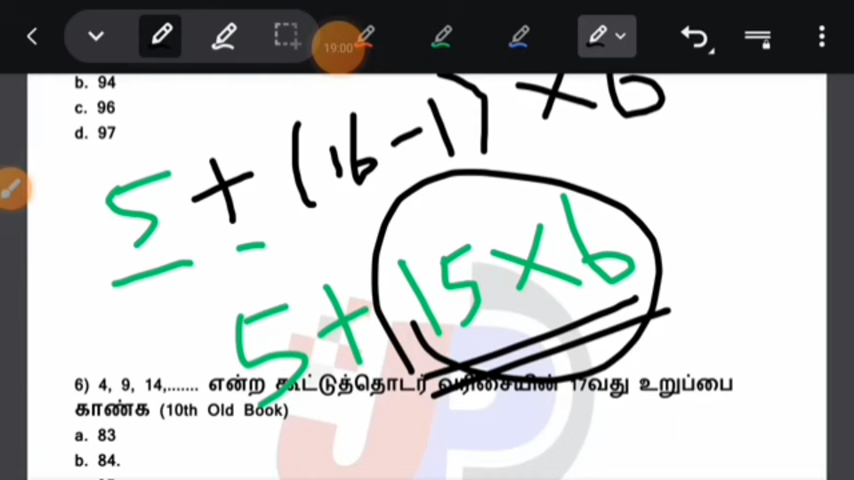 19:00
b. 94
c. 96
d. 97
5 + (16-1) × 6
5 + 15 × 6
6) 4, 9, 14,...... என்ற கூட்டுத்தொடர் வரிசையின் 17வது உறுப்பை
காண்க (10th Old Book)
a. 83
b. 84.